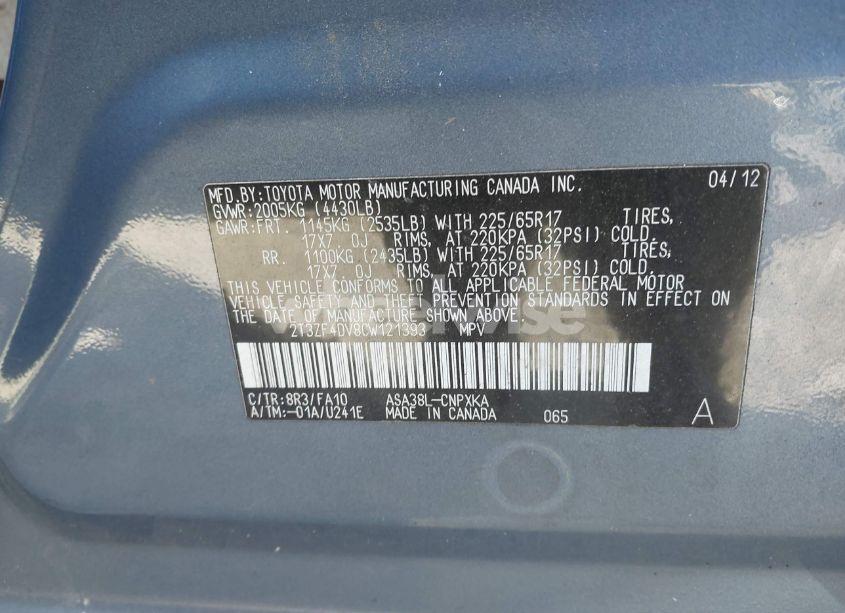 MFD.BY:TOYOTA MOTOR MANUFACTURING CANADA INC. 04/12
GVWR:2005KG (4430LB)
GAWR:FRT. 1145KG (2535LB) WITH 225/65R17 TIRES,
17X7.0J RIMS, AT 220KPA (32PSI) COLD.
RR. 1100KG (2435LB) WITH 225/65R17 TIRES,
17X7.0J RIMS, AT 220KPA (32PSI) COLD.
THIS VEHICLE CONFORMS TO ALL APPLICABLE FEDERAL MOTOR
VEHICLE SAFETY AND THEFT PREVENTION STANDARDS IN EFFECT ON
THE DATE OF MANUFACTURE SHOWN ABOVE.
2T3ZF4DV8CW121393 MPV
C/TR:8R3/FA10 ASA38L-CNPXKA
A/TM:-01A/U241E MADE IN CANADA 065 A